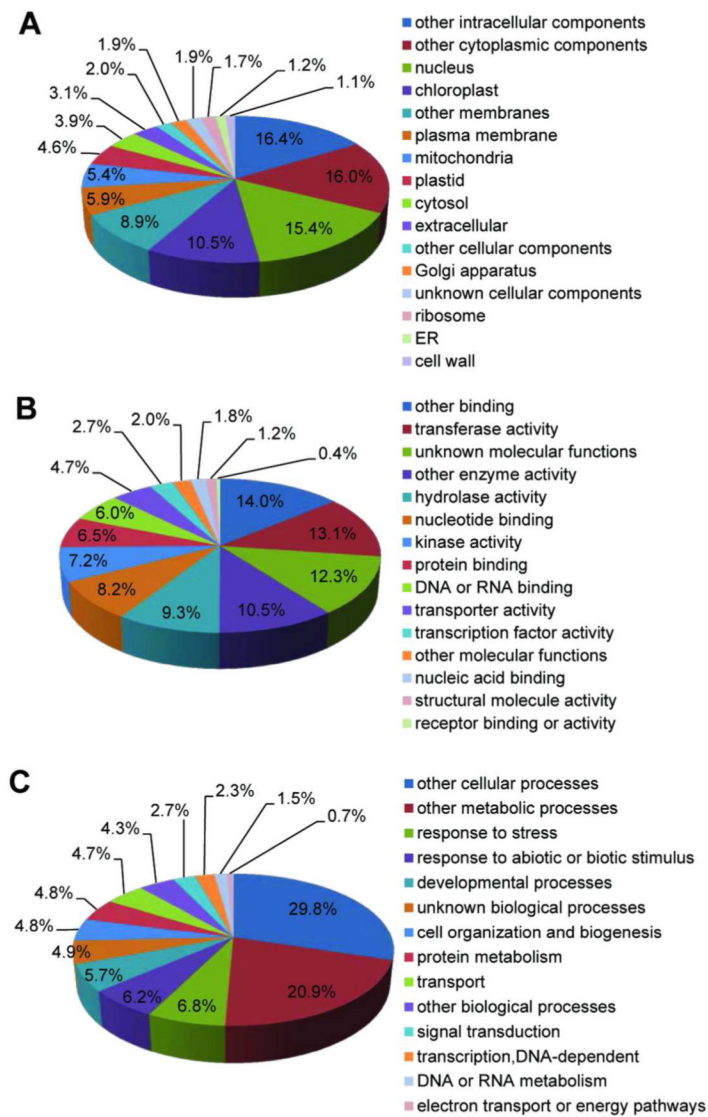 A
1.9%
1.9%
1.7%
1.2%
1.1%
2.0%
3.1%
3.9%
4.6%
5.4%
5.9%
8.9%
10.5%
15.4%
16.0%
16.4%
other intracellular components
other cytoplasmic components
nucleus
chloroplast
other membranes
plasma membrane
mitochondria
plastid
cytosol
extracellular
other cellular components
Golgi apparatus
unknown cellular components
ribosome
ER
cell wall
B
2.0%
1.8%
1.2%
0.4%
2.7%
4.7%
6.0%
6.5%
7.2%
8.2%
9.3%
10.5%
12.3%
13.1%
14.0%
other binding
transferase activity
unknown molecular functions
other enzyme activity
hydrolase activity
nucleotide binding
kinase activity
protein binding
DNA or RNA binding
transporter activity
transcription factor activity
other molecular functions
nucleic acid binding
structural molecule activity
receptor binding or activity
C
2.7%
2.3%
1.5%
0.7%
4.3%
4.7%
4.8%
4.8%
4.9%
5.7%
6.2%
6.8%
20.9%
29.8%
other cellular processes
other metabolic processes
response to stress
response to abiotic or biotic stimulus
developmental processes
unknown biological processes
cell organization and biogenesis
protein metabolism
transport
other biological processes
signal transduction
transcription,DNA-dependent
DNA or RNA metabolism
electron transport or energy pathways